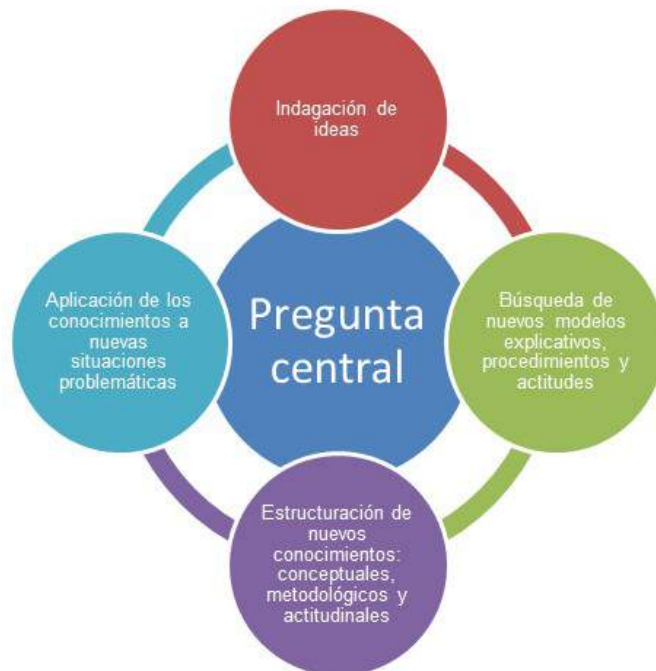 Indagación de
ideas
Búsqueda de
nuevos modelos
explicativos,
procedimientos y
actitudes
Estructuración de
nuevos
conocimientos:
conceptuales,
metodológicos y
actitudinales
Aplicación de los
conocimientos a
nuevas
situaciones
problemáticas
Pregunta
central